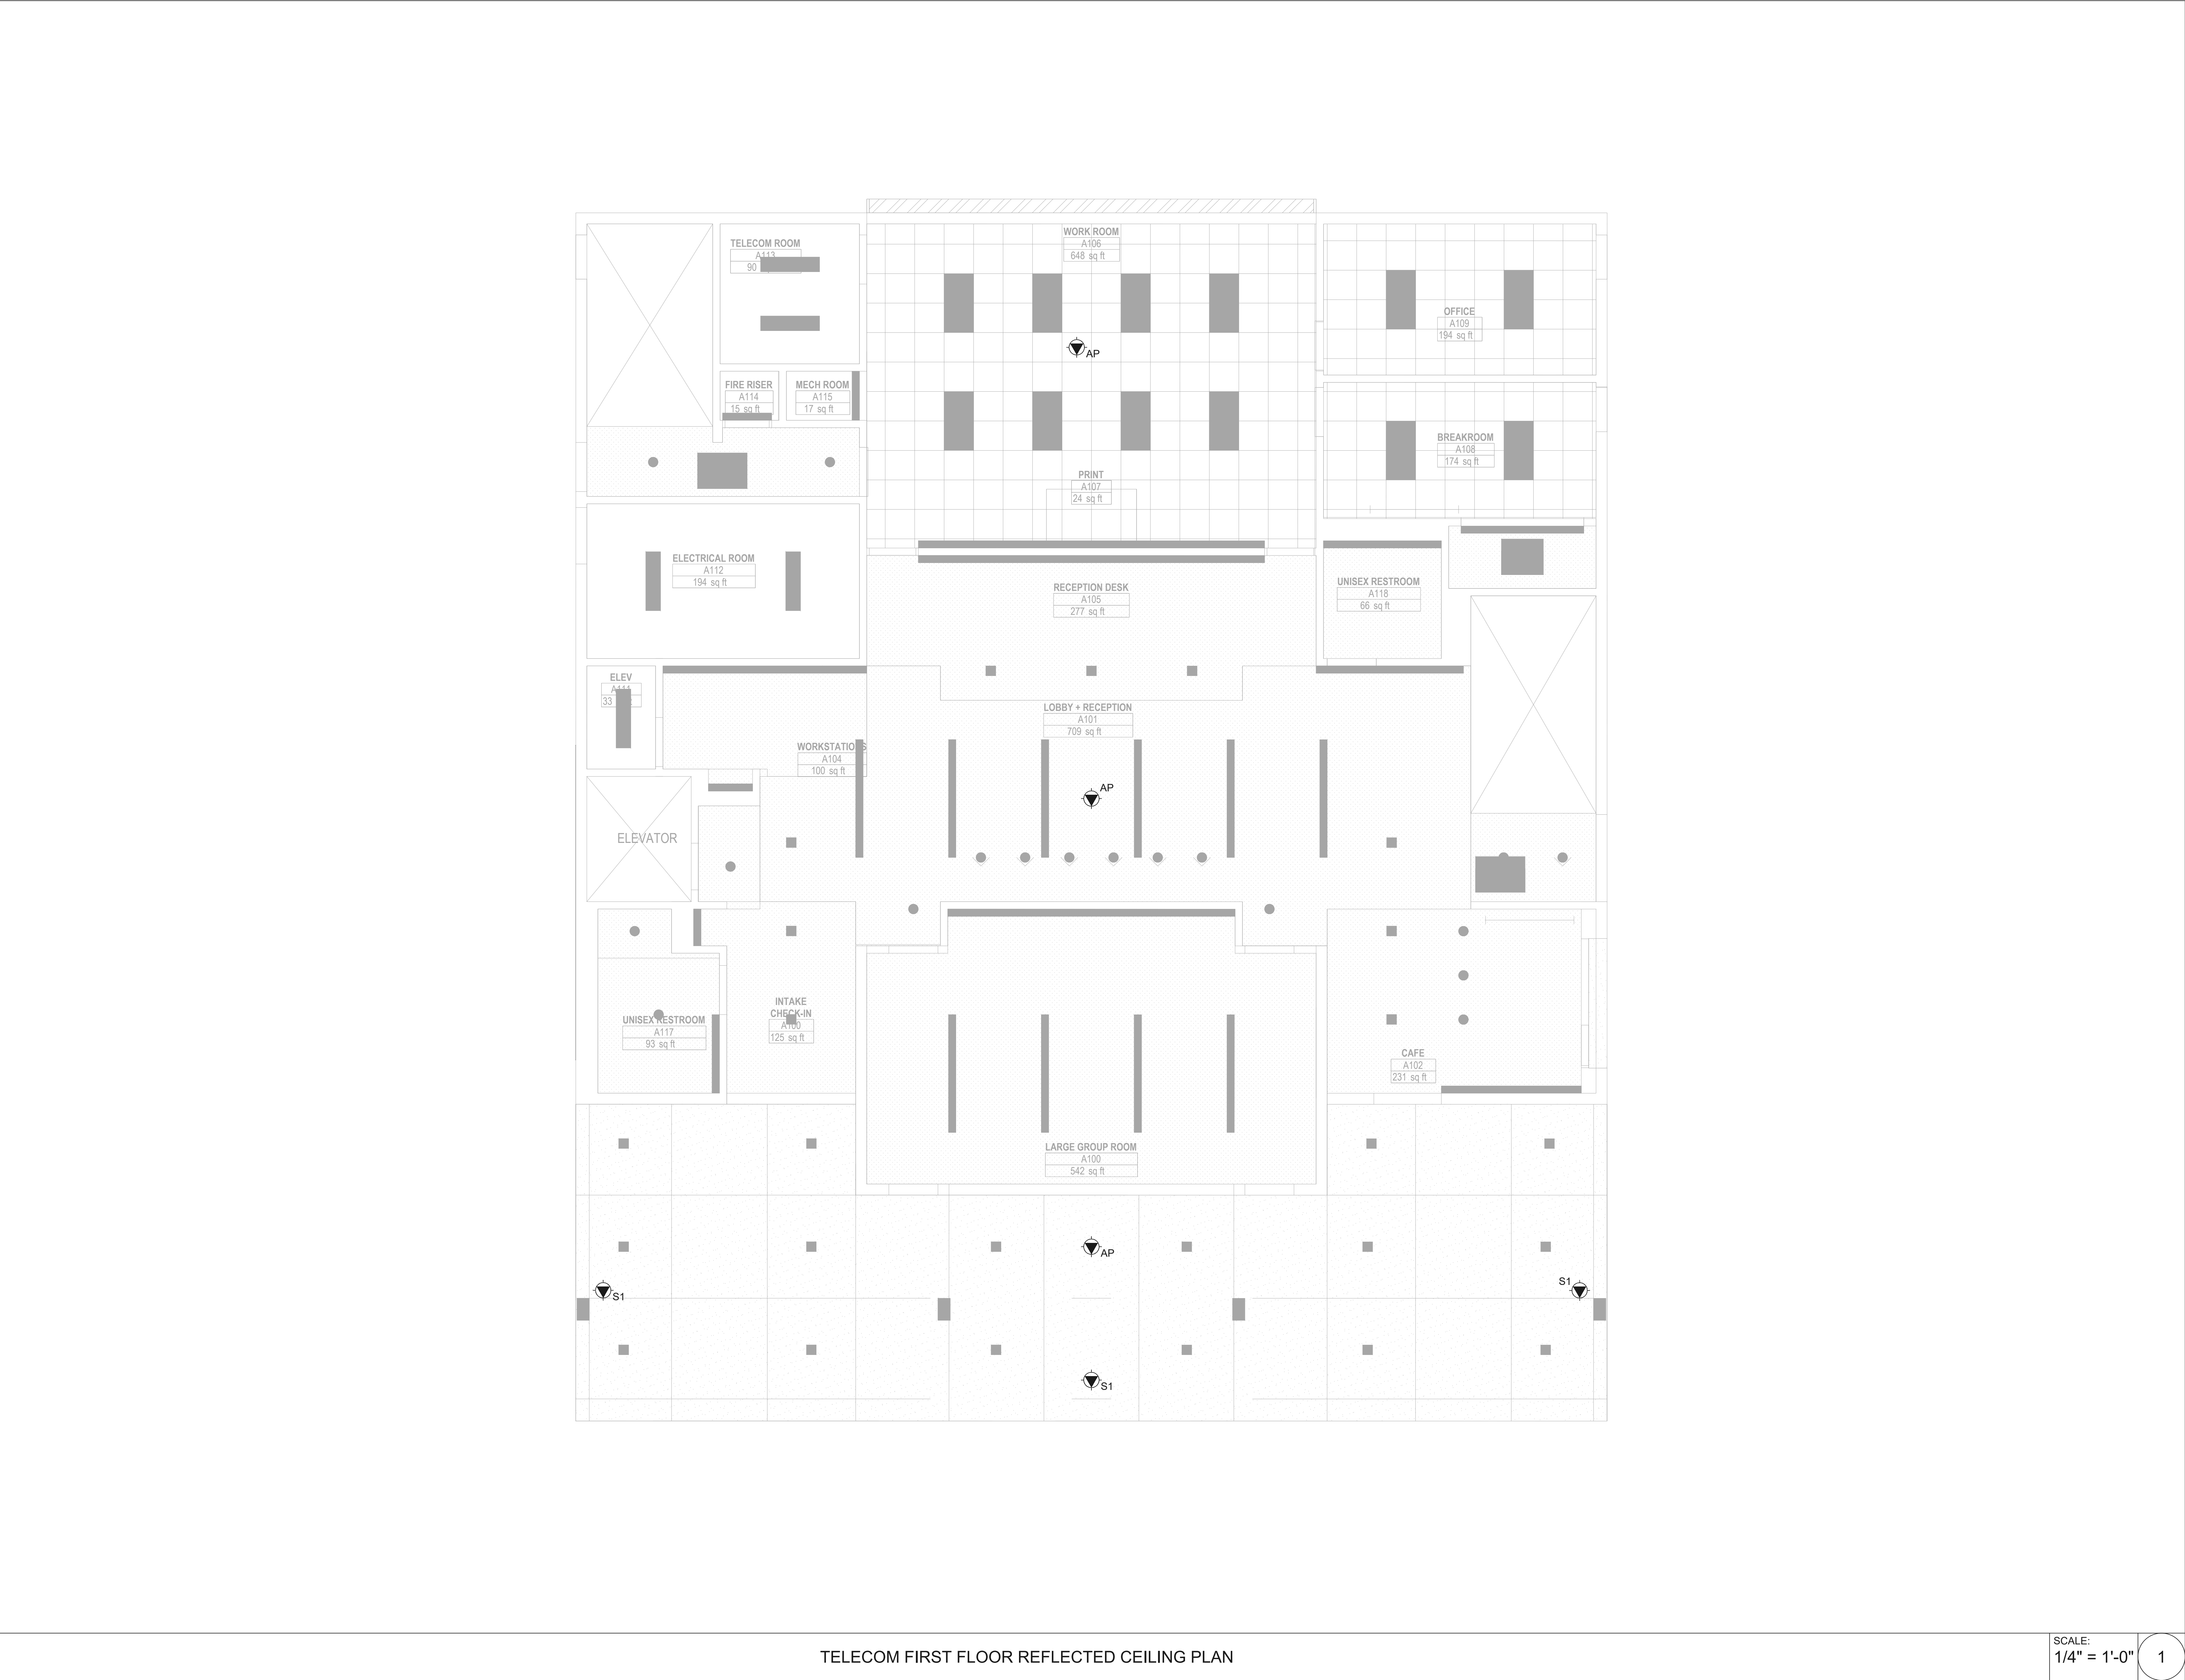 WORK ROOM
A106
648 sq ft
TELECOM ROOM
A113
90
OFFICE
A109
194 sq ft
AP
FIRE RISER
A114
15 sq ft
MECH ROOM
A115
17 sq ft
BREAKROOM
A108
174 sq ft
PRINT
A107
24 sq ft
ELECTRICAL ROOM
A112
194 sq ft
RECEPTION DESK
A105
277 sq ft
UNISEX RESTROOM
A118
66 sq ft
ELEV
33
LOBBY + RECEPTION
A101
709 sq ft
WORKSTATIONS
A104
100 sq ft
AP
ELEVATOR
INTAKE
CHECK-IN
A100
125 sq ft
UNISEX RESTROOM
A117
93 sq ft
CAFE
A102
231 sq ft
LARGE GROUP ROOM
A100
542 sq ft
AP
S1
S1
S1
TELECOM FIRST FLOOR REFLECTED CEILING PLAN
SCALE:
1/4" = 1'-0"
1